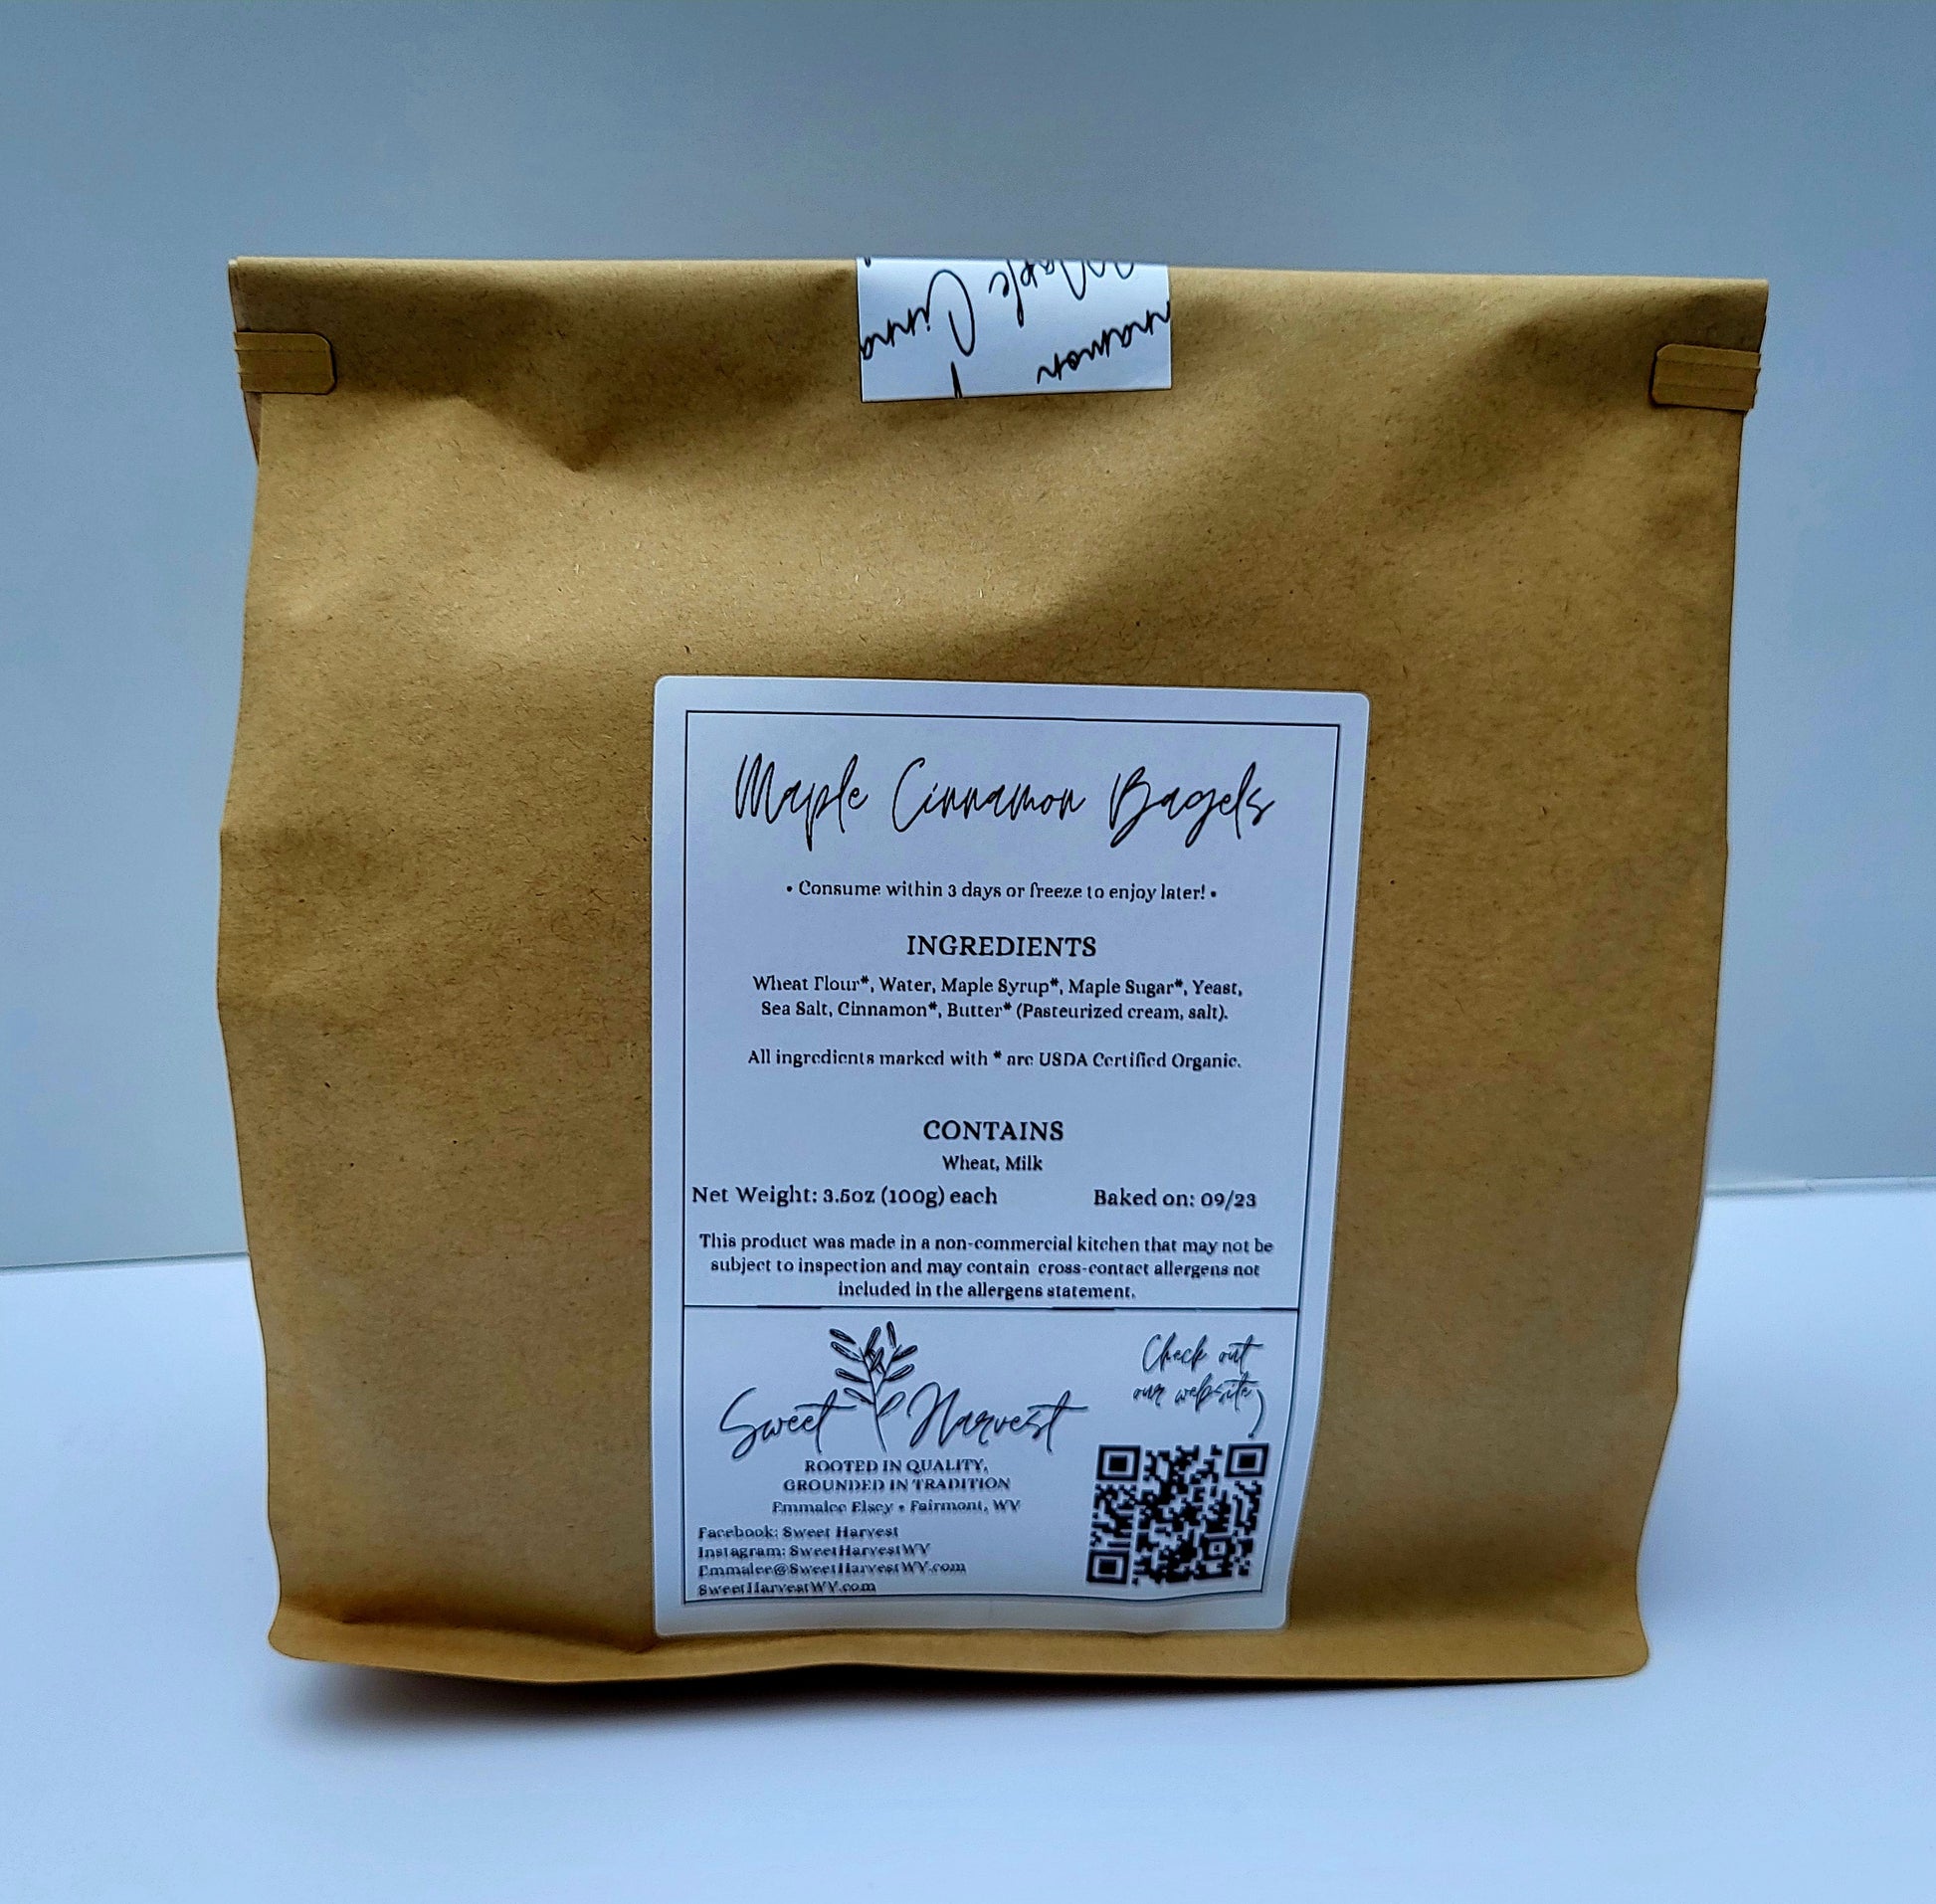 Maple Cinna
nnamon
Maple Cinnamon Bagels
• Consume within 3 days or freeze to enjoy later! •
INGREDIENTS
Wheat Flour*, Water, Maple Syrup*, Maple Sugar*, Yeast,
Sea Salt, Cinnamon*, Butter* (Pasteurized cream, salt).
All ingredients marked with * are USDA Certified Organic.
CONTAINS
Wheat, Milk
Net Weight: 3.5oz (100g) each
Baked on: 09/23
This product was made in a non-commercial kitchen that may not be
subject to inspection and may contain cross-contact allergens not
included in the allergens statement.
Sweet Harvest
ROOTED IN QUALITY,
GROUNDED IN TRADITION
Emmalee Elsey • Fairmont, WV
Facebook: Sweet Harvest
Instagram: SweetHarvestWV
Emmalee@SweetHarvestWV.com
SweetHarvestWV.com
Check out
our website